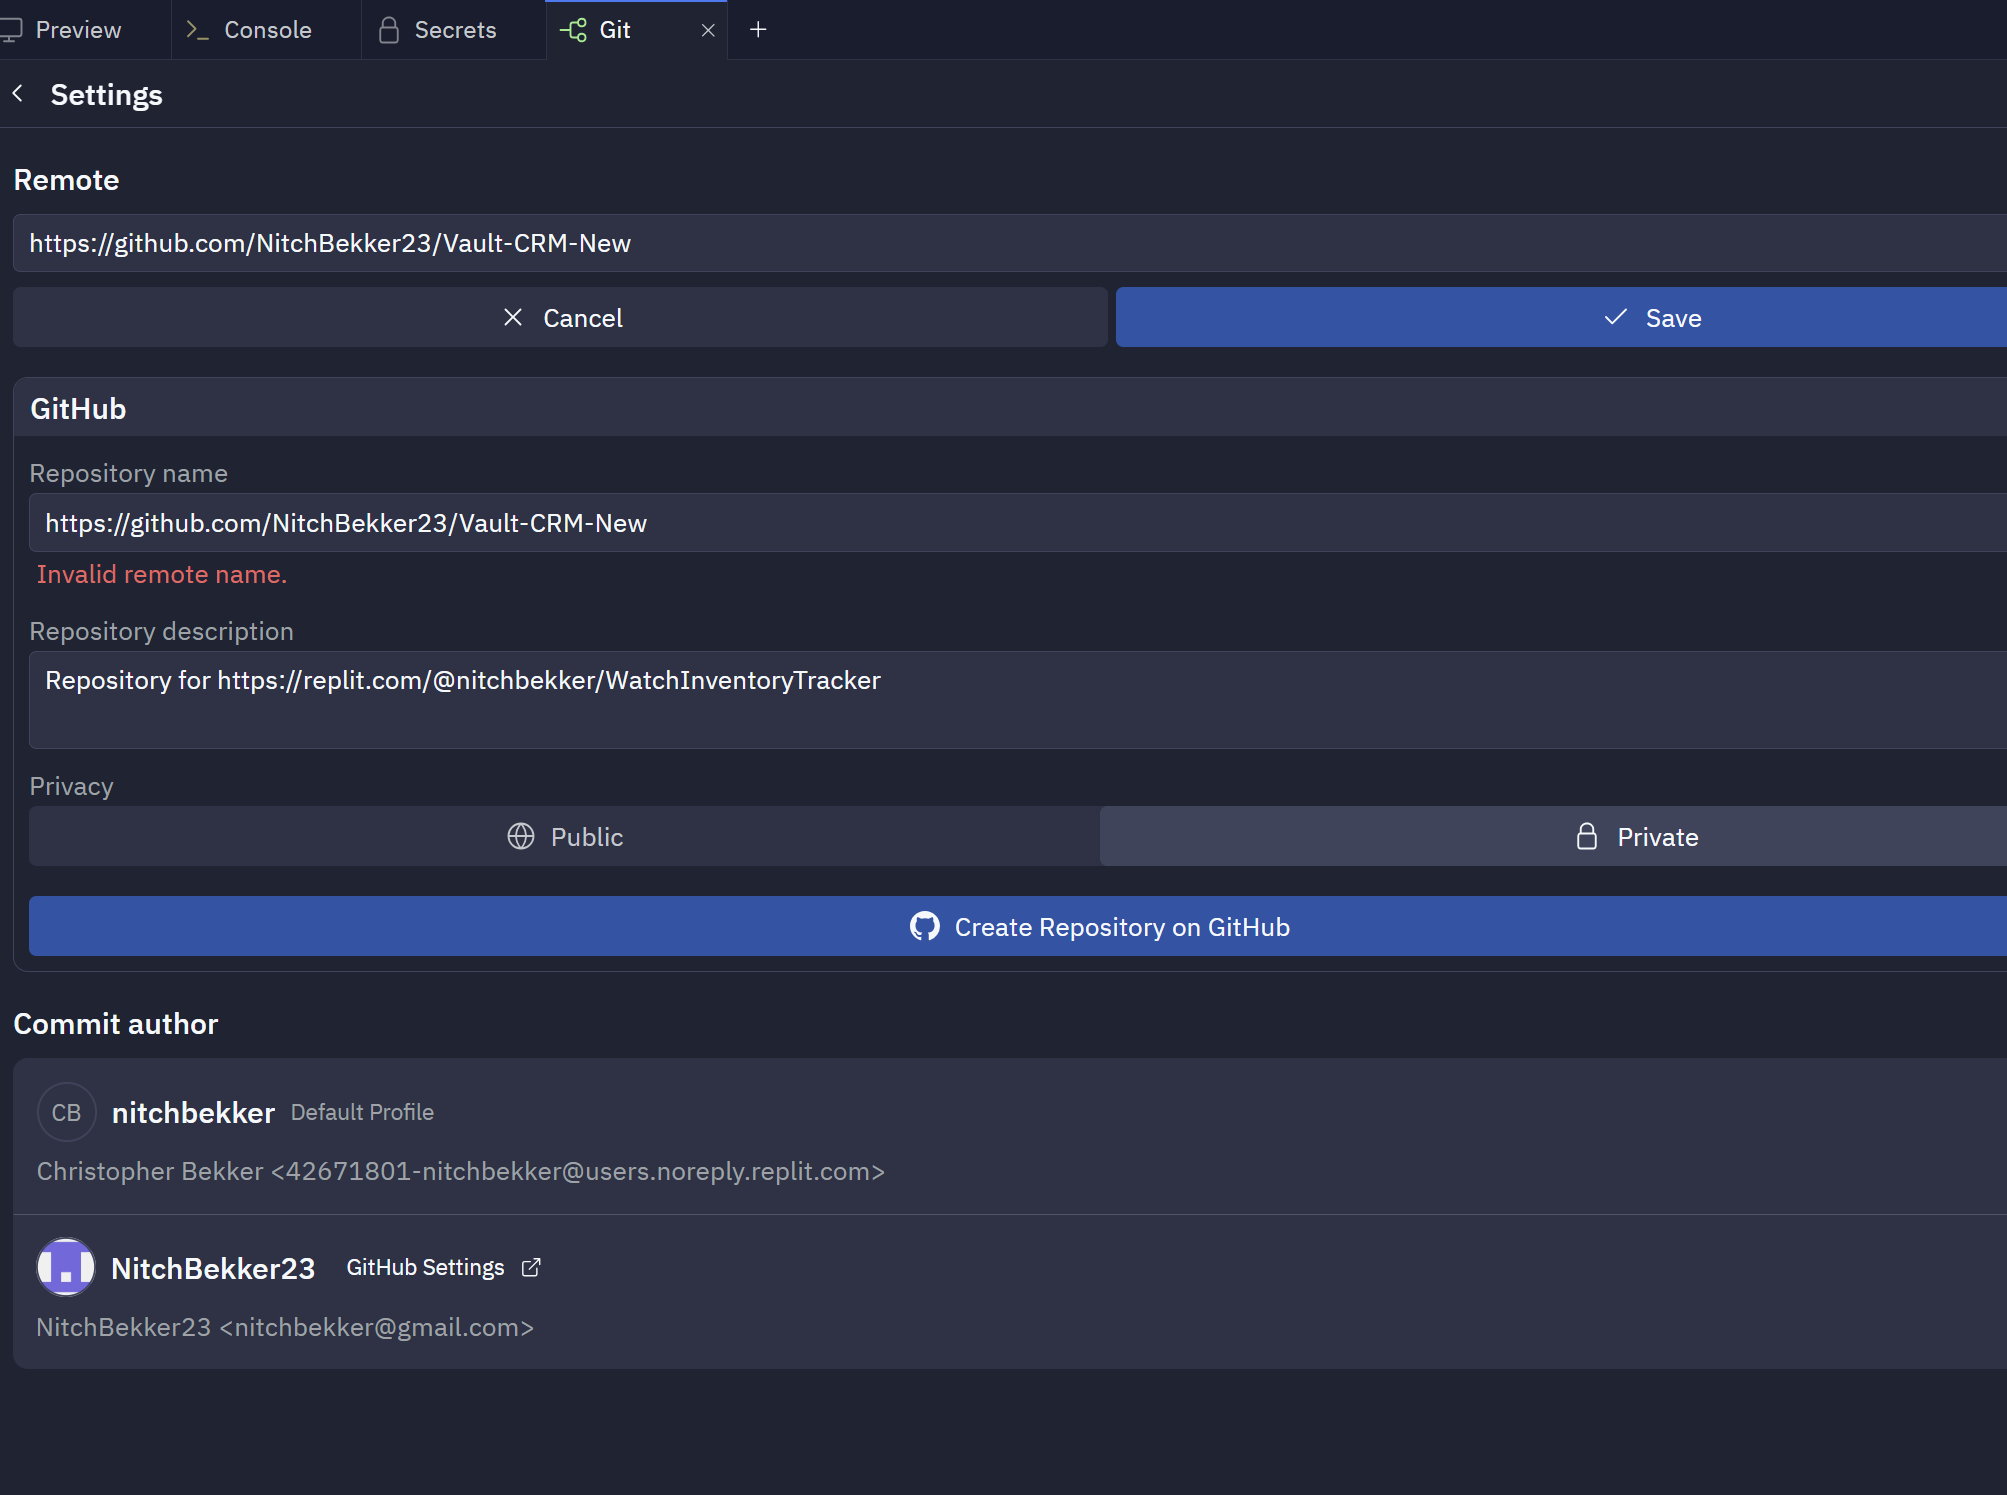 Preview
Console
Secrets
Git
Settings
Remote
https://github.com/NitchBekker23/Vault-CRM-New
Cancel
Save
GitHub
Repository name
https://github.com/NitchBekker23/Vault-CRM-New
Invalid remote name.
Repository description
Repository for https://replit.com/@nitchbekker/WatchInventoryTracker
Privacy
Public
Private
Create Repository on GitHub
Commit author
CB nitchbekker Default Profile
Christopher Bekker <42671801-nitchbekker@users.noreply.replit.com>
NitchBekker23 GitHub Settings
NitchBekker23 <nitchbekker@gmail.com>